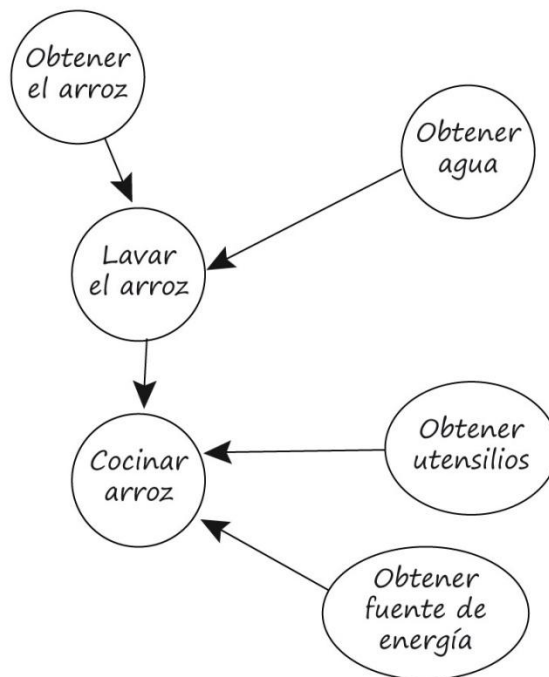 Obtener
el arroz
Obtener
agua
Lavar
el arroz
Cocinar
arroz
Obtener
utensilios
Obtener
fuente de
energía